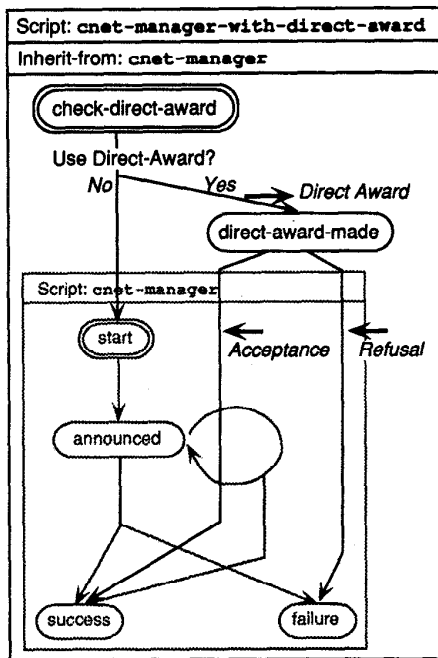 Script: cnet-manager-with-direct-award
Inherit-from: cnet-manager
check-direct-award
Use Direct-Award?
No
Yes
Direct Award
direct-award-made
Script: cnet-manager
start
Acceptance
Refusal
announced
success
failure